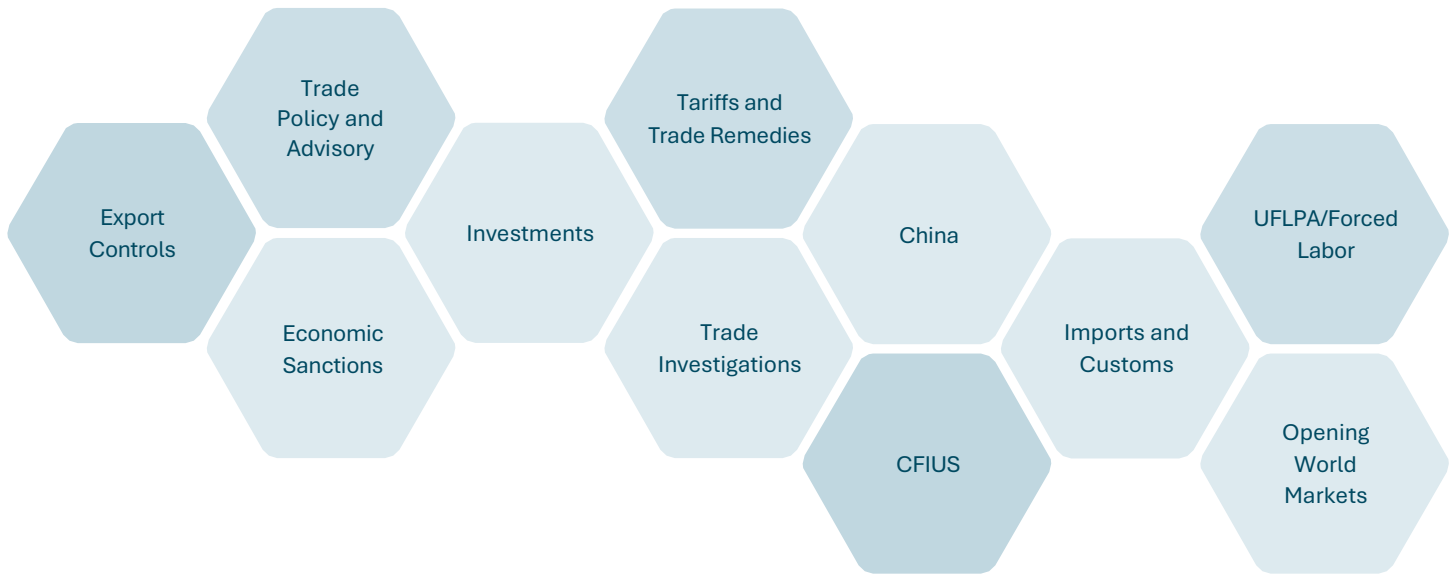 Trade
Policy and
Advisory
Tariffs and
Trade Remedies
Export
Controls
Investments
China
UFLPA/Forced
Labor
Economic
Sanctions
Trade
Investigations
Imports and
Customs
CFIUS
Opening
World
Markets